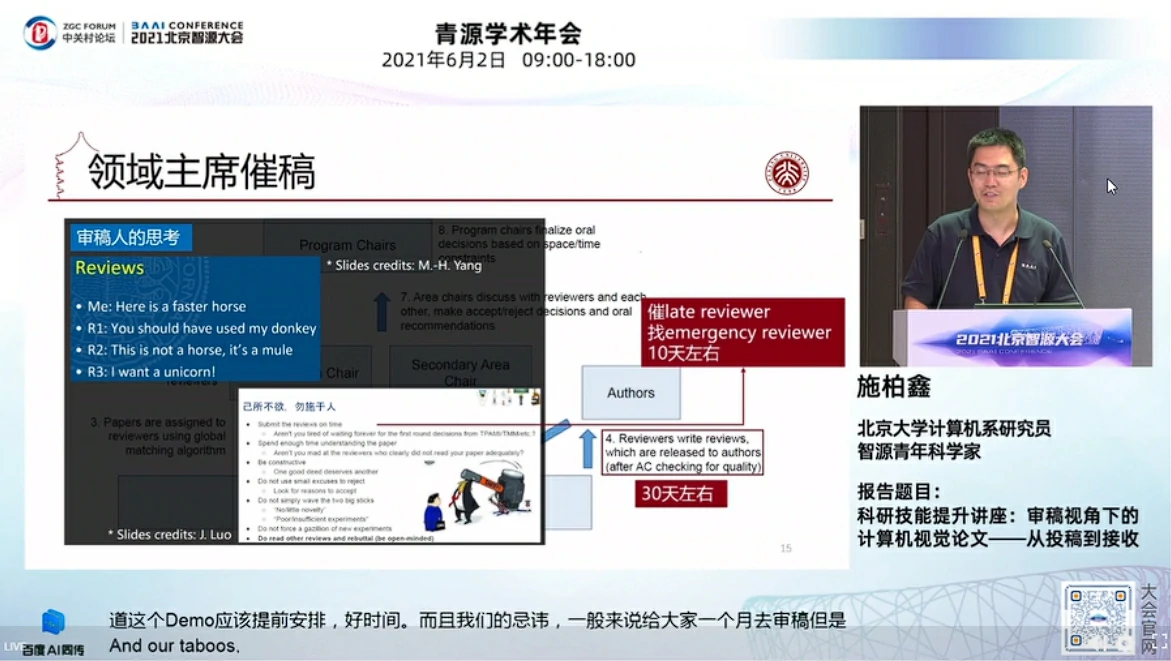 ZGC FORUM
中关村论坛
BAAI CONFERENCE
2021北京智源大会
青源学术年会
2021年6月2日 09:00-18:00
领域主席催稿
审稿人的思考
Reviews
• Me: Here is a faster horse
• R1: You should have used my donkey
• R2: This is not a horse, it's a mule
• R3: I want a unicorn!
Program Chairs
* Slides credits: M.-H. Yang
8. Program chairs finalize oral
decisions based on space/time
constraints
7. Area chairs discuss with reviewers and each
other, make accept/reject decisions and oral
recommendations
Chair
Secondary Area
Chair
reviewers
3. Papers are assigned to
reviewers using global
matching algorithm
己所不欲，勿施于人
• Submit the reviews on time
○ Aren't you tired of waiting forever for the first round decisions from TPAMI/TMM/etc.?
• Spend enough time understanding the paper
○ Aren't you mad at the reviewers who clearly did not read your paper adequately?
• Be constructive
○ One good deed deserves another
• Do not use small excuses to reject
○ Look for reasons to accept
• Do not simply wave the two big sticks
○ "No/little novelty"
○ "Poor/insufficient experiments"
• Do not force a gazillion of new experiments
• Do read other reviews and rebuttal (be open-minded)
* Slides credits: J. Luo
催late reviewer
找emergency reviewer
10天左右
Authors
4. Reviewers write reviews,
which are released to authors
(after AC checking for quality)
30天左右
15
BAAI
2021北京智源大会
2021 BAAI CONFERENCE
施柏鑫
北京大学计算机系研究员
智源青年科学家
报告题目：
科研技能提升讲座：审稿视角下的
计算机视觉论文——从投稿到接收
道这个Demo应该提前安排，好时间。而且我们的忌讳，一般来说给大家一个月去审稿但是
And our taboos,
LIVE
百度AI同传
大会官网